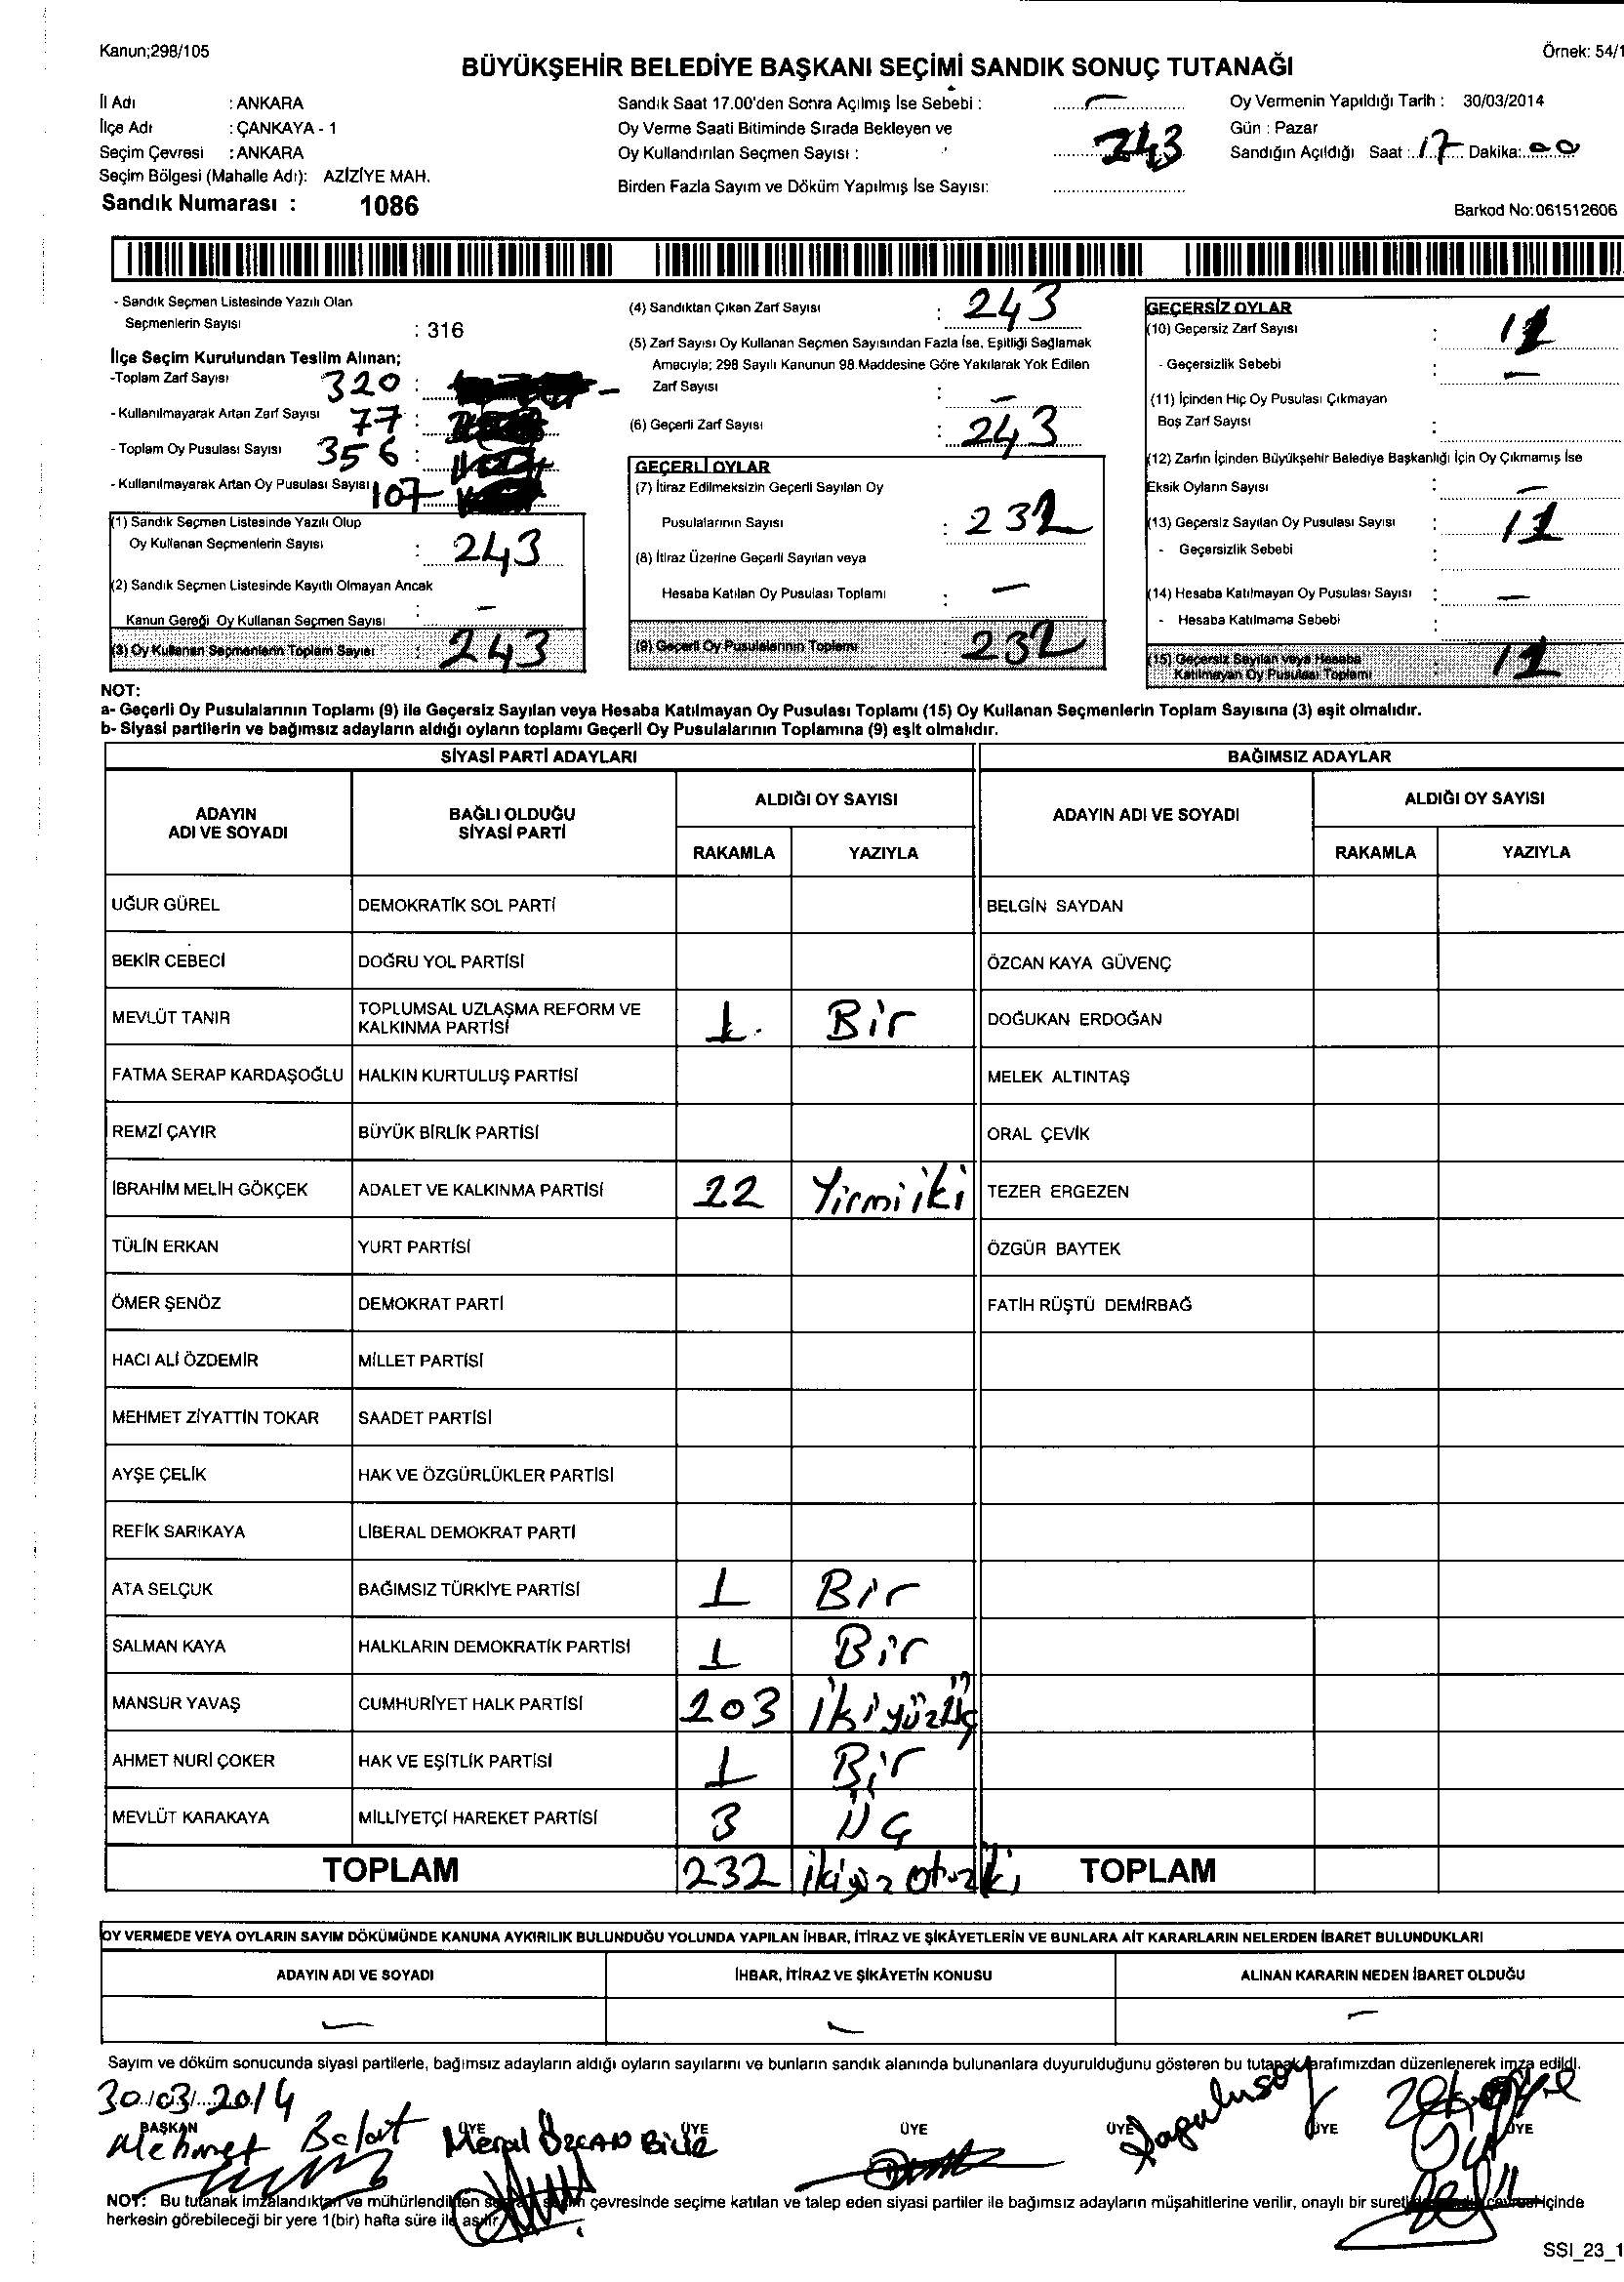 Kanun;298/105
Örnek: 54/1
BÜYÜKŞEHİR BELEDİYE BAŞKANI SEÇİMİ SANDIK SONUÇ TUTANAĞI
İl Adı : ANKARA
İlçe Adı : ÇANKAYA - 1
Seçim Çevresi : ANKARA
Seçim Bölgesi (Mahalle Adı): AZİZİYE MAH.
Sandık Numarası : 1086
Sandık Saat 17.00'den Sonra Açılmış İse Sebebi : —
Oy Verme Saati Bitiminde Sırada Bekleyen ve
Oy Kullandırılan Seçmen Sayısı : 243
Birden Fazla Sayım ve Döküm Yapılmış İse Sayısı:
Oy Vermenin Yapıldığı Tarih : 30/03/2014
Gün : Pazar
Sandığın Açıldığı Saat : 17 Dakika: 00
Barkod No:061512606
- Sandık Seçmen Listesinde Yazılı Olan
Seçmenlerin Sayısı : 316
İlçe Seçim Kurulundan Teslim Alınan;
-Toplam Zarf Sayısı 320 :
- Kullanılmayarak Artan Zarf Sayısı 77 :
- Toplam Oy Pusulası Sayısı 356 :
- Kullanılmayarak Artan Oy Pusulası Sayısı 107
(1) Sandık Seçmen Listesinde Yazılı Olup
Oy Kullanan Seçmenlerin Sayısı : 243
(2) Sandık Seçmen Listesinde Kayıtlı Olmayan Ancak
Kanun Gereği Oy Kullanan Seçmen Sayısı : —
(3) Oy Kullanan Seçmenlerin Toplam Sayısı : 243
(4) Sandıktan Çıkan Zarf Sayısı : 243
(5) Zarf Sayısı Oy Kullanan Seçmen Sayısından Fazla İse, Eşitliği Sağlamak
Amacıyla; 298 Sayılı Kanunun 98.Maddesine Göre Yakılarak Yok Edilen
Zarf Sayısı : —
(6) Geçerli Zarf Sayısı : 243
GEÇERLİ OYLAR
(7) İtiraz Edilmeksizin Geçerli Sayılan Oy
Pusulalarının Sayısı : 232
(8) İtiraz Üzerine Geçerli Sayılan veya
Hesaba Katılan Oy Pusulası Toplamı : —
(9) Geçerli Oy Pusulalarının Toplamı : 232
GEÇERSİZ OYLAR
(10) Geçersiz Zarf Sayısı : 11
- Geçersizlik Sebebi : —
(11) İçinden Hiç Oy Pusulası Çıkmayan
Boş Zarf Sayısı :
(12) Zarfın İçinden Büyükşehir Belediye Başkanlığı İçin Oy Çıkmamış İse
Eksik Oyların Sayısı : —
(13) Geçersiz Sayılan Oy Pusulası Sayısı : 11
- Geçersizlik Sebebi :
(14) Hesaba Katılmayan Oy Pusulası Sayısı : —
- Hesaba Katılmama Sebebi :
(15) Geçersiz Sayılan veya Hesaba
Katılmayan Oy Pusulası Toplamı : 11
NOT:
a- Geçerli Oy Pusulalarının Toplamı (9) ile Geçersiz Sayılan veya Hesaba Katılmayan Oy Pusulası Toplamı (15) Oy Kullanan Seçmenlerin Toplam Sayısına (3) eşit olmalıdır.
b- Siyasi partilerin ve bağımsız adayların aldığı oyların toplamı Geçerli Oy Pusulalarının Toplamına (9) eşit olmalıdır.
SİYASİ PARTİ ADAYLARI BAĞIMSIZ ADAYLAR
ADAYIN ADI VE SOYADI BAĞLI OLDUĞU SİYASİ PARTİ ALDIĞI OY SAYISI ADAYIN ADI VE SOYADI ALDIĞI OY SAYISI
RAKAMLA YAZIYLA RAKAMLA YAZIYLA
UĞUR GÜREL DEMOKRATİK SOL PARTİ BELGİN SAYDAN
BEKİR CEBECİ DOĞRU YOL PARTİSİ ÖZCAN KAYA GÜVENÇ
MEVLÜT TANIR TOPLUMSAL UZLAŞMA REFORM VE KALKINMA PARTİSİ 1 Bir DOĞUKAN ERDOĞAN
FATMA SERAP KARDAŞOĞLU HALKIN KURTULUŞ PARTİSİ MELEK ALTINTAŞ
REMZİ ÇAYIR BÜYÜK BİRLİK PARTİSİ ORAL ÇEVİK
İBRAHİM MELİH GÖKÇEK ADALET VE KALKINMA PARTİSİ 22 Yirmi iki TEZER ERGEZEN
TÜLİN ERKAN YURT PARTİSİ ÖZGÜR BAYTEK
ÖMER ŞENÖZ DEMOKRAT PARTİ FATİH RÜŞTÜ DEMİRBAĞ
HACI ALİ ÖZDEMİR MİLLET PARTİSİ
MEHMET ZİYATTİN TOKAR SAADET PARTİSİ
AYŞE ÇELİK HAK VE ÖZGÜRLÜKLER PARTİSİ
REFİK SARIKAYA LİBERAL DEMOKRAT PARTİ
ATA SELÇUK BAĞIMSIZ TÜRKİYE PARTİSİ 1 Bir
SALMAN KAYA HALKLARIN DEMOKRATİK PARTİSİ 1 Bir
MANSUR YAVAŞ CUMHURİYET HALK PARTİSİ 203 ikiyüzüç
AHMET NURİ ÇOKER HAK VE EŞİTLİK PARTİSİ 1 Bir
MEVLÜT KARAKAYA MİLLİYETÇİ HAREKET PARTİSİ 3 üç
TOPLAM 232 ikiyüz otuziki TOPLAM
OY VERMEDE VEYA OYLARIN SAYIM DÖKÜMÜNDE KANUNA AYKIRILIK BULUNDUĞU YOLUNDA YAPILAN İHBAR, İTİRAZ VE ŞİKÂYETLERİN VE BUNLARA AİT KARARLARIN NELERDEN İBARET BULUNDUKLARI
ADAYIN ADI VE SOYADI İHBAR, İTİRAZ VE ŞİKÂYETİN KONUSU ALINAN KARARIN NEDEN İBARET OLDUĞU
— — —
Sayım ve döküm sonucunda siyasi partilerle, bağımsız adayların aldığı oyların sayılarını ve bunların sandık alanında bulunanlara duyurulduğunu gösteren bu tutanak tarafımızdan düzenlenerek imza edildi.
30/03/2014
BAŞKAN ÜYE ÜYE ÜYE ÜYE ÜYE ÜYE
Mehmet Balat Meral ÖZCAN
NOT: Bu tutanak imzalandıktan ve mühürlendikten çevresinde seçime katılan ve talep eden siyasi partiler ile bağımsız adayların müşahitlerine verilir, onaylı bir sureti içinde
herkesin görebileceği bir yere 1(bir) hafta süre ile asılır.
SSI_23_1